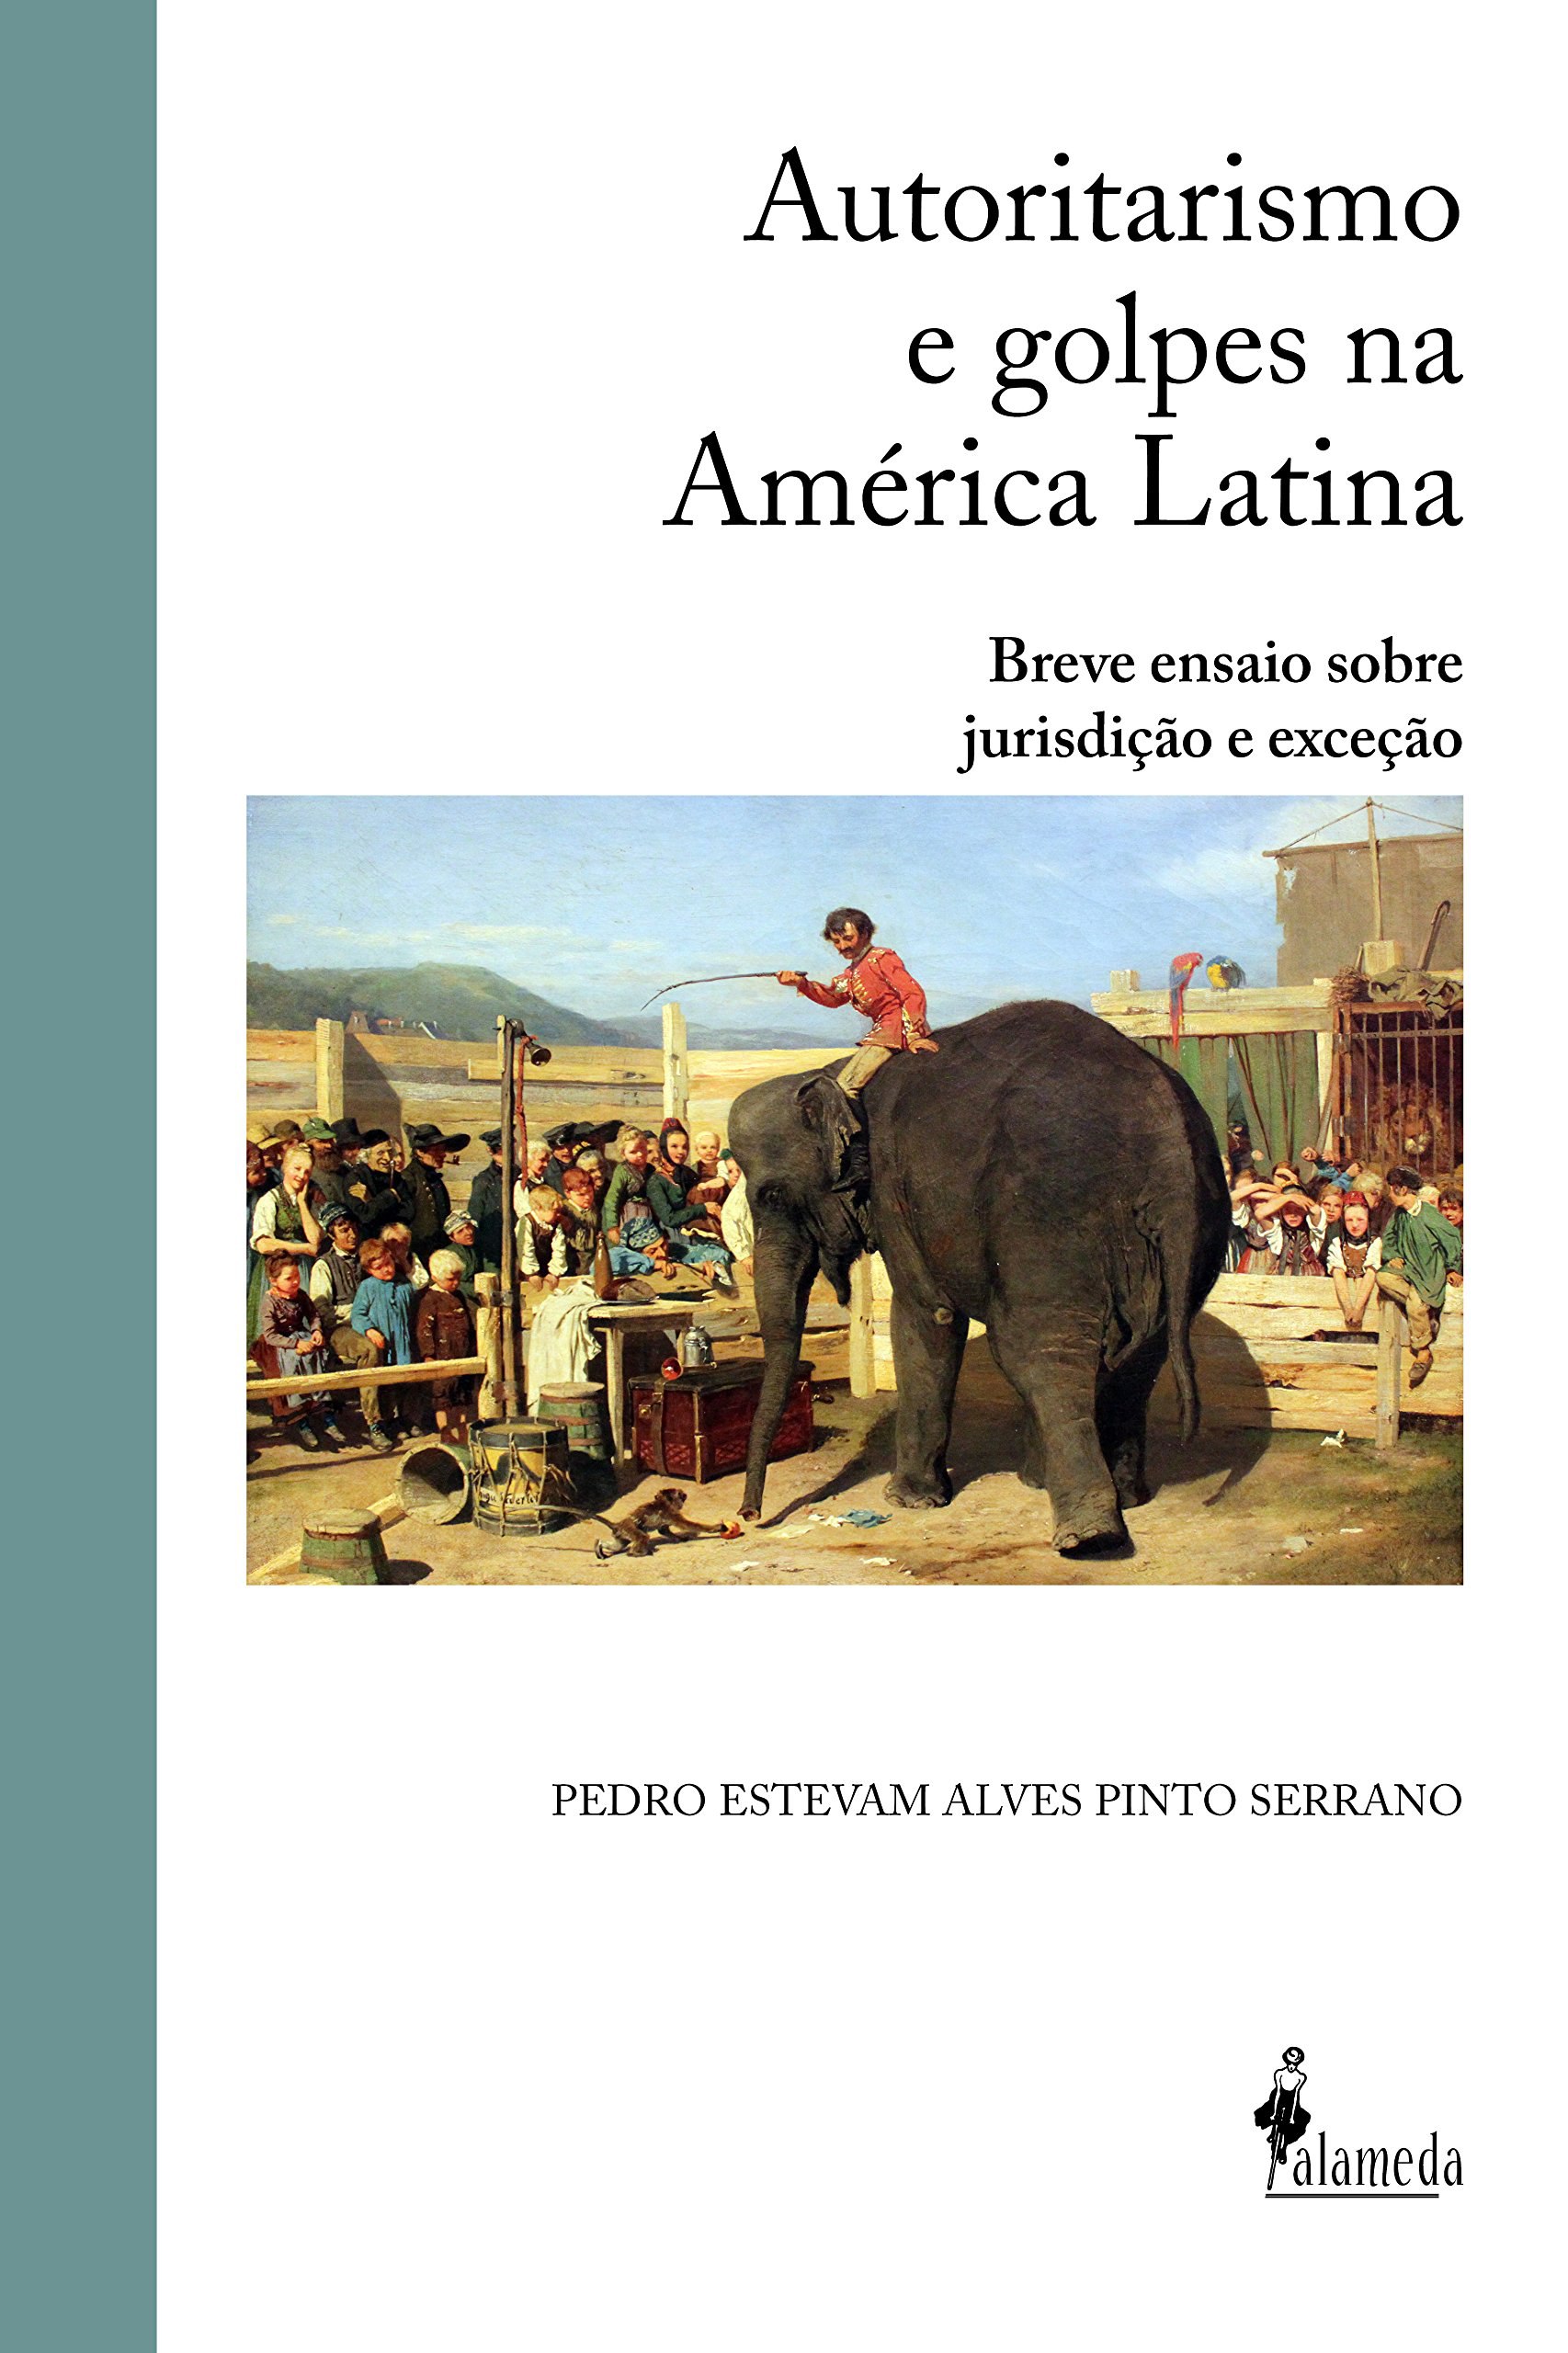 Autoritarismo
e golpes na
América Latina
Breve ensaio sobre
jurisdição e exceção
PEDRO ESTEVAM ALVES PINTO SERRANO
alameda